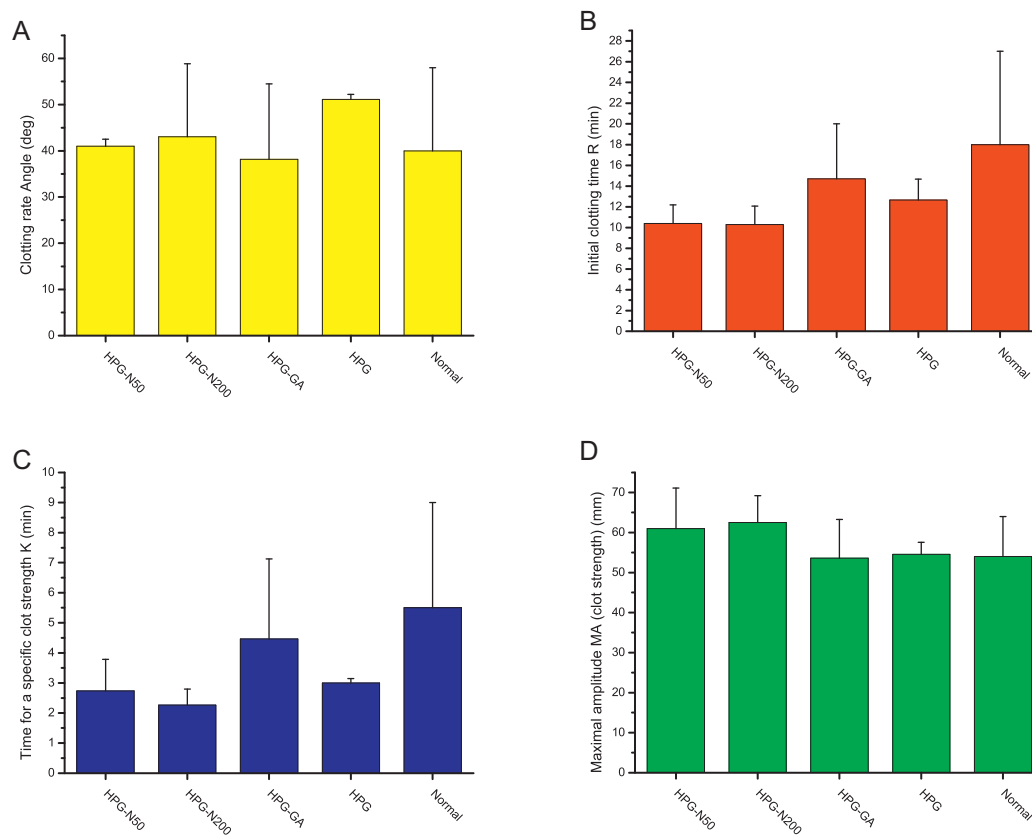 A
Clotting rate Angle (deg)
60
50
40
30
20
10
0
HPG-N50
HPG-N200
HPG-GA
HPG
Normal
B
Initial clotting time R (min)
28
26
24
22
20
18
16
14
12
10
8
6
4
2
0
HPG-N50
HPG-N200
HPG-GA
HPG
Normal
C
Time for a specific clot strength K (min)
10
9
8
7
6
5
4
3
2
1
0
HPG-N50
HPG-N200
HPG-GA
HPG
Normal
D
Maximal amplitude MA (clot strength) (mm)
70
60
50
40
30
20
10
0
HPG-N50
HPG-N200
HPG-GA
HPG
Normal